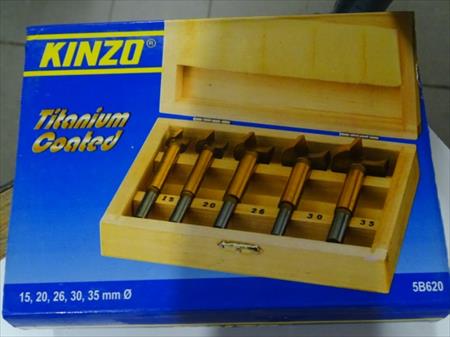 KINZO®
Titanium
Coated
15
20
26
30
35
15, 20, 26, 30, 35 mm Ø
5B620